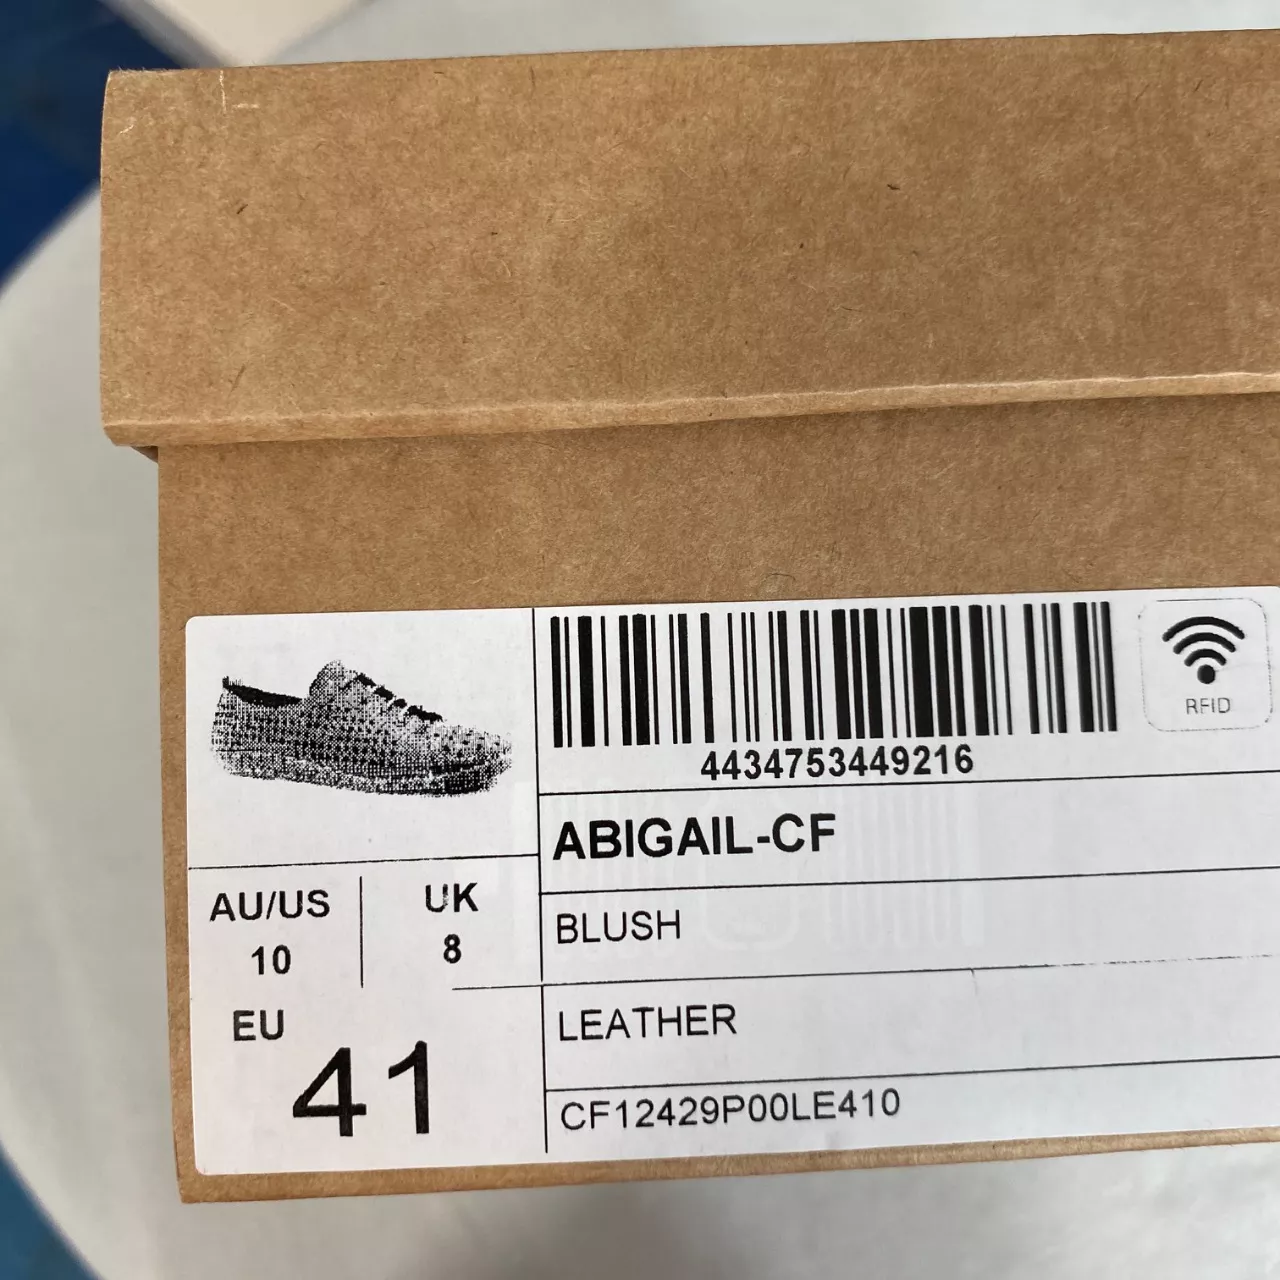 4434753449216
RFID
ABIGAIL-CF
BLUSH
LEATHER
CF12429P00LE410
AU/US
10
UK
8
EU
41